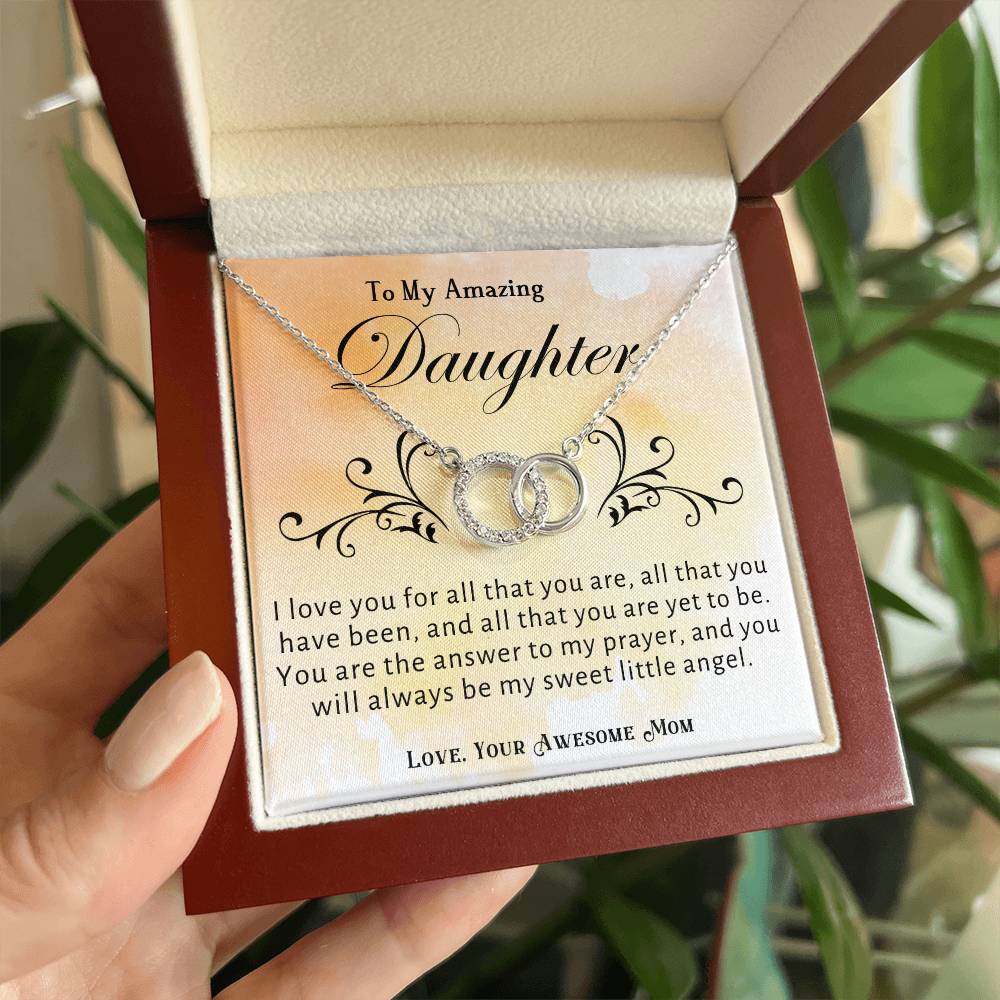 To My Amazing
Daughter
I love you for all that you are, all that you
have been, and all that you are yet to be.
You are the answer to my prayer, and you
will always be my sweet little angel.
Love, Your Awesome Mom